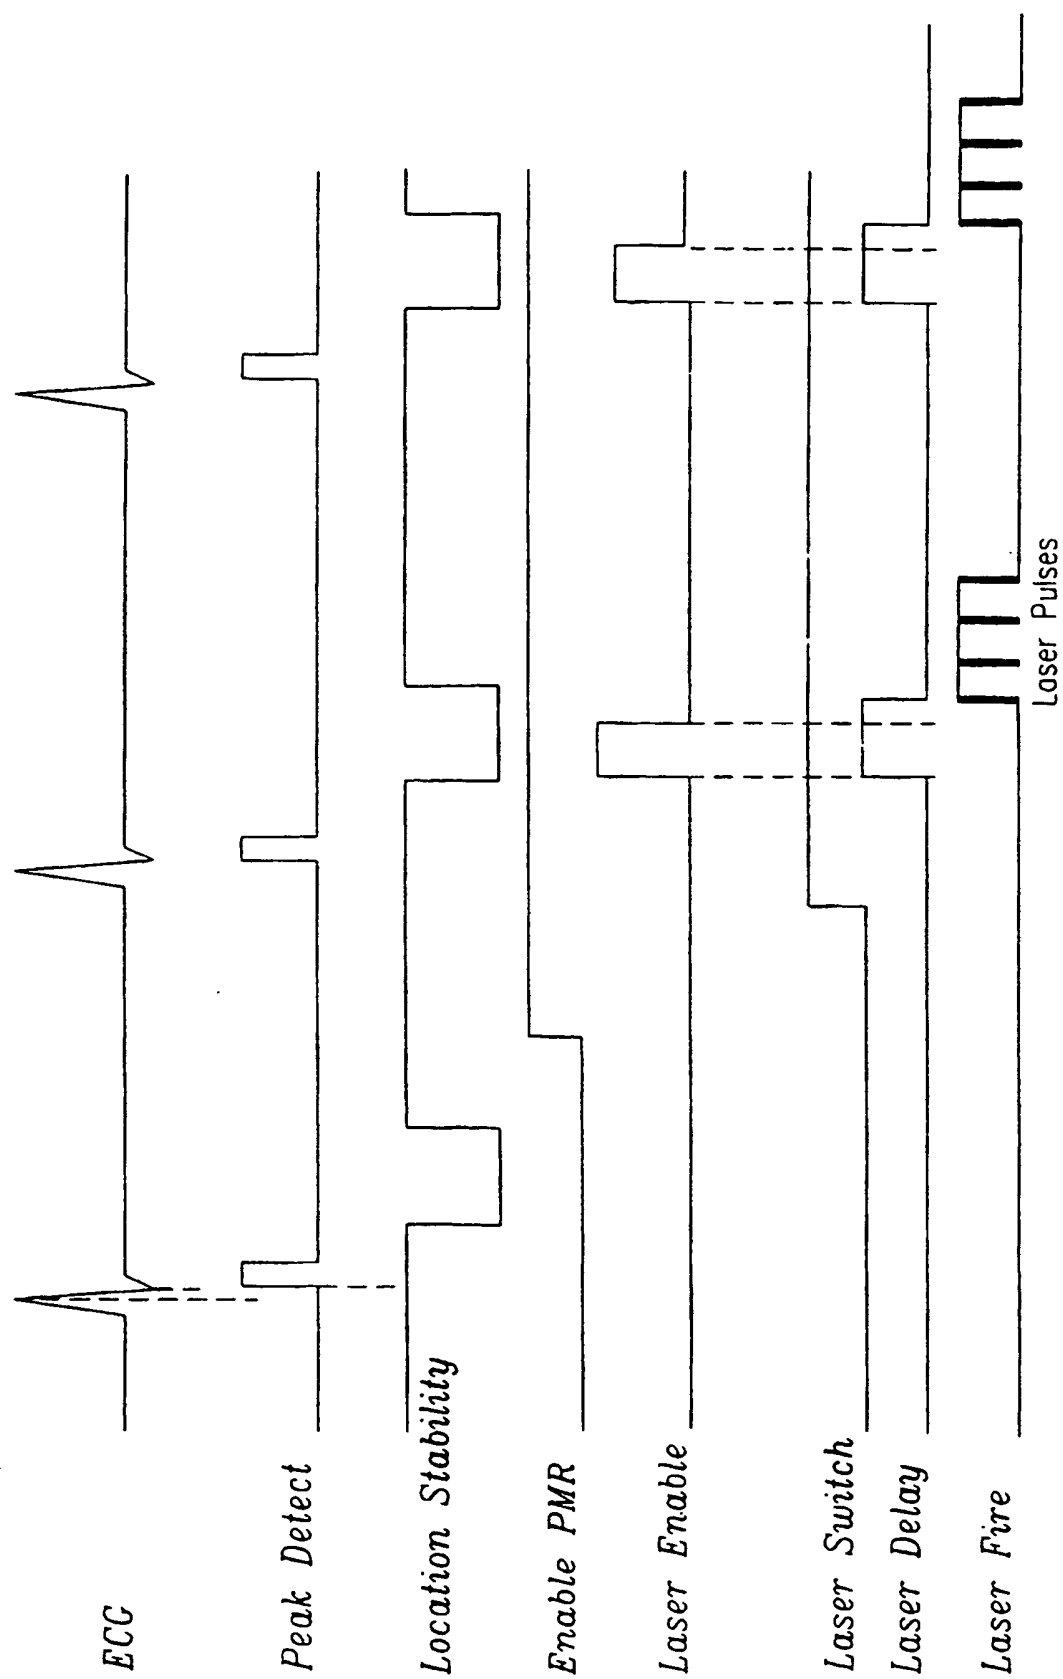 ECG
Peak Detect
Location Stability
Enable PMR
Laser Enable
Laser Switch
Laser Delay
Laser Fire
Laser Pulses